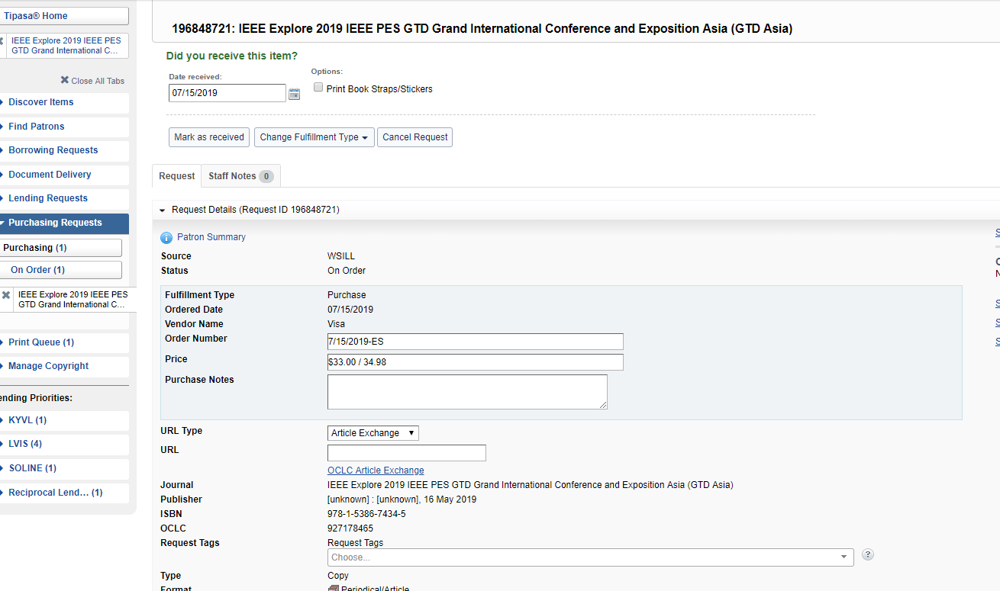 Tipasa® Home
IEEE Explore 2019 IEEE PES
GTD Grand International C...
Close All Tabs
Discover Items
Find Patrons
Borrowing Requests
Document Delivery
Lending Requests
Purchasing Requests
Purchasing (1)
On Order (1)
IEEE Explore 2019 IEEE PES
GTD Grand International C...
Print Queue (1)
Manage Copyright
ending Priorities:
KYVL (1)
LVIS (4)
SOLINE (1)
Reciprocal Lend... (1)
196848721: IEEE Explore 2019 IEEE PES GTD Grand International Conference and Exposition Asia (GTD Asia)
Did you receive this item?
Date received:
07/15/2019
Options:
Print Book Straps/Stickers
Mark as received Change Fulfillment Type Cancel Request
Request Staff Notes 0
Request Details (Request ID 196848721)
Patron Summary
Source WSILL
Status On Order
Fulfillment Type Purchase
Ordered Date 07/15/2019
Vendor Name Visa
Order Number 7/15/2019-ES
Price $33.00 / 34.98
Purchase Notes
URL Type Article Exchange
URL
OCLC Article Exchange
Journal IEEE Explore 2019 IEEE PES GTD Grand International Conference and Exposition Asia (GTD Asia)
Publisher [unknown] : [unknown], 16 May 2019
ISBN 978-1-5386-7434-5
OCLC 927178465
Request Tags Request Tags
Choose... ?
Type Copy
Format Periodical/Article